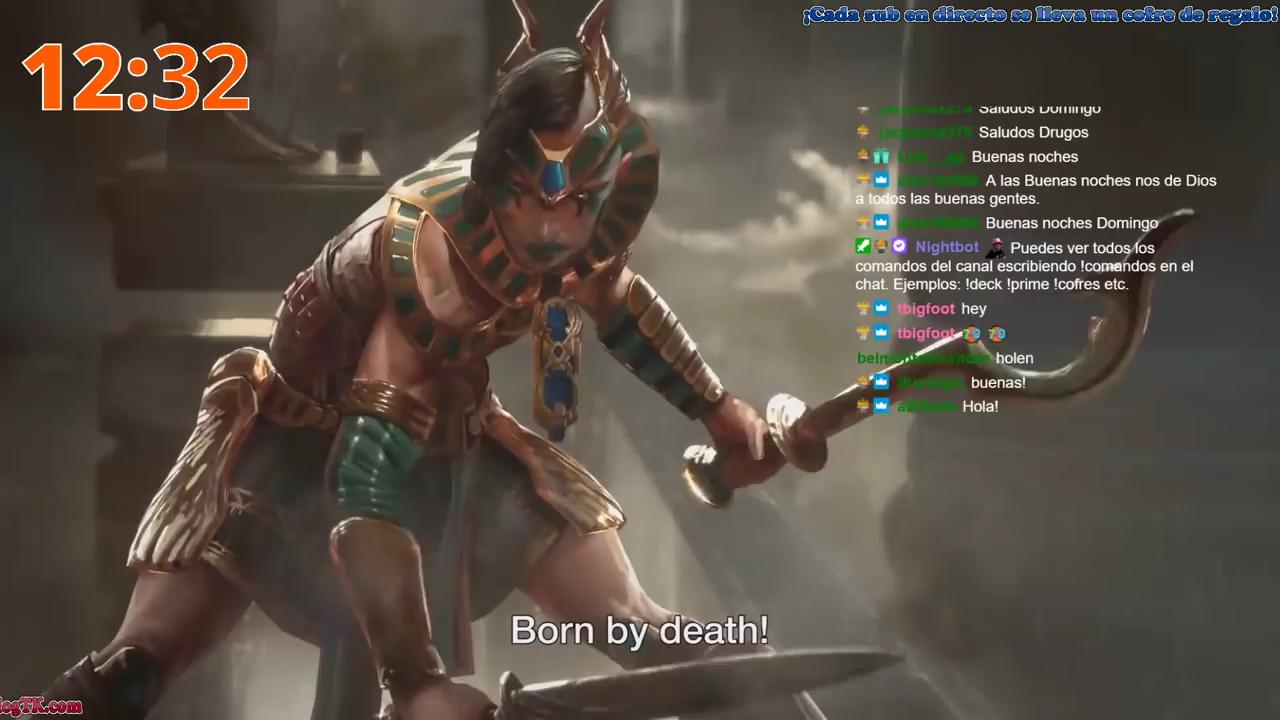 ¡Cada sub en directo se lleva un cofre de regalo!
12:32
Saludos Domingo
Saludos Drugos
Buenas noches
A las Buenas noches nos de Dios
a todos las buenas gentes.
Buenas noches Domingo
Nightbot Puedes ver todos los
comandos del canal escribiendo !comandos en el
chat. Ejemplos: !deck !prime !cofres etc.
tbigfoot hey
tbigfoot
holen
buenas!
Hola!
Born by death!
logTK.com